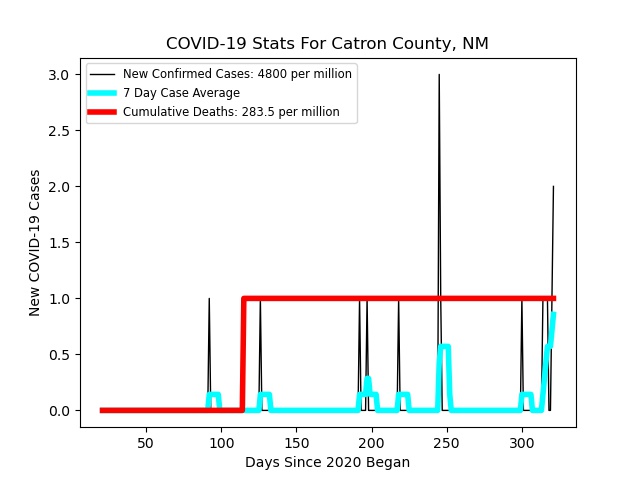 COVID-19 Stats For Catron County, NM
New Confirmed Cases: 4800 per million
7 Day Case Average
Cumulative Deaths: 283.5 per million
New COVID-19 Cases
3.0
2.5
2.0
1.5
1.0
0.5
0.0
50 100 150 200 250 300
Days Since 2020 Began